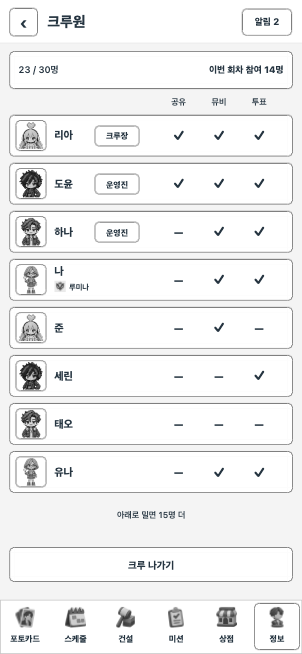 ‹ 크루원 알림 2
23 / 30명 이번 회차 참여 14명
공유 뮤비 투표
리아 크루장 ✓ ✓ ✓
도윤 운영진 ✓ ✓ ✓
하나 운영진 – ✓ ✓
나 – ✓ ✓
루미나
준 – ✓ –
세린 – – ✓
태오 – – –
유나 – ✓ ✓
아래로 밀면 15명 더
크루 나가기
포토카드 스케줄 건설 미션 상점 정보